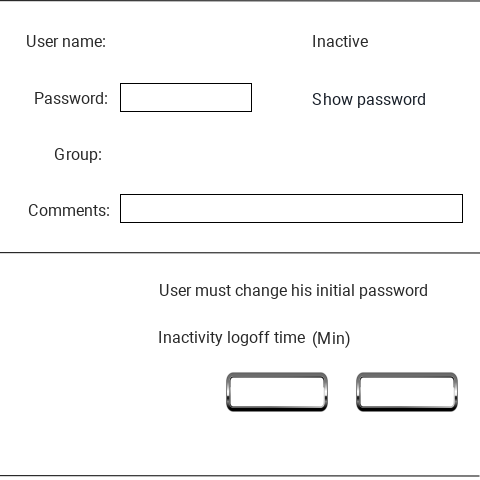 User name:
Inactive
Password:
Show password
Group:
Comments:
User must change his initial password
Inactivity logoff time (Min)